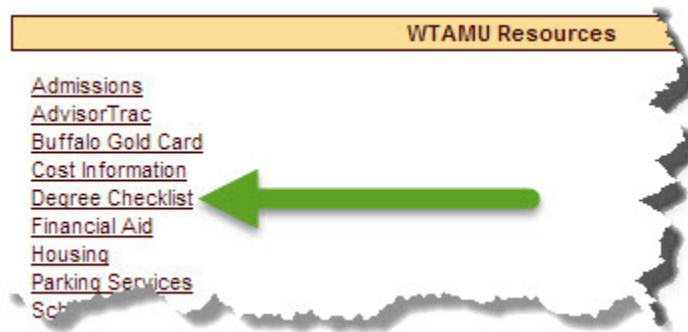 WTAMU Resources
Admissions
AdvisorTrac
Buffalo Gold Card
Cost Information
Degree Checklist
Financial Aid
Housing
Parking Services